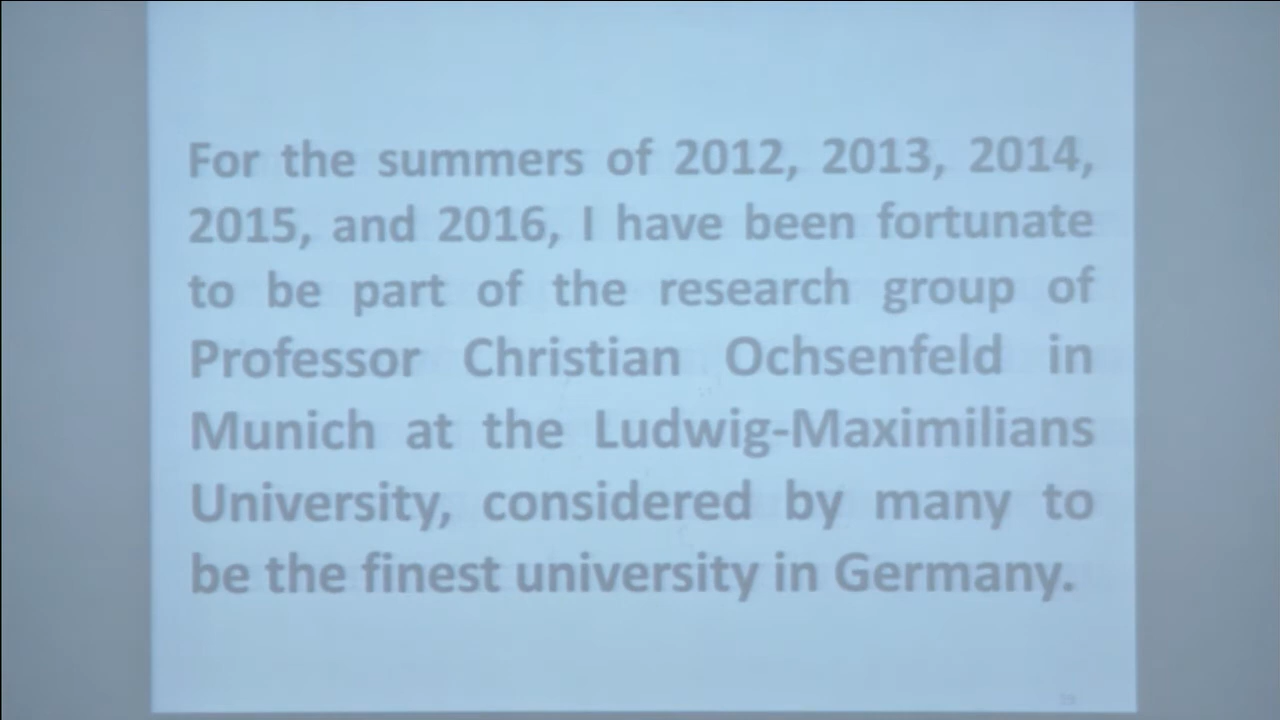 For the summers of 2012, 2013, 2014,
2015, and 2016, I have been fortunate
to be part of the research group of
Professor Christian Ochsenfeld in
Munich at the Ludwig-Maximilians
University, considered by many to
be the finest university in Germany.